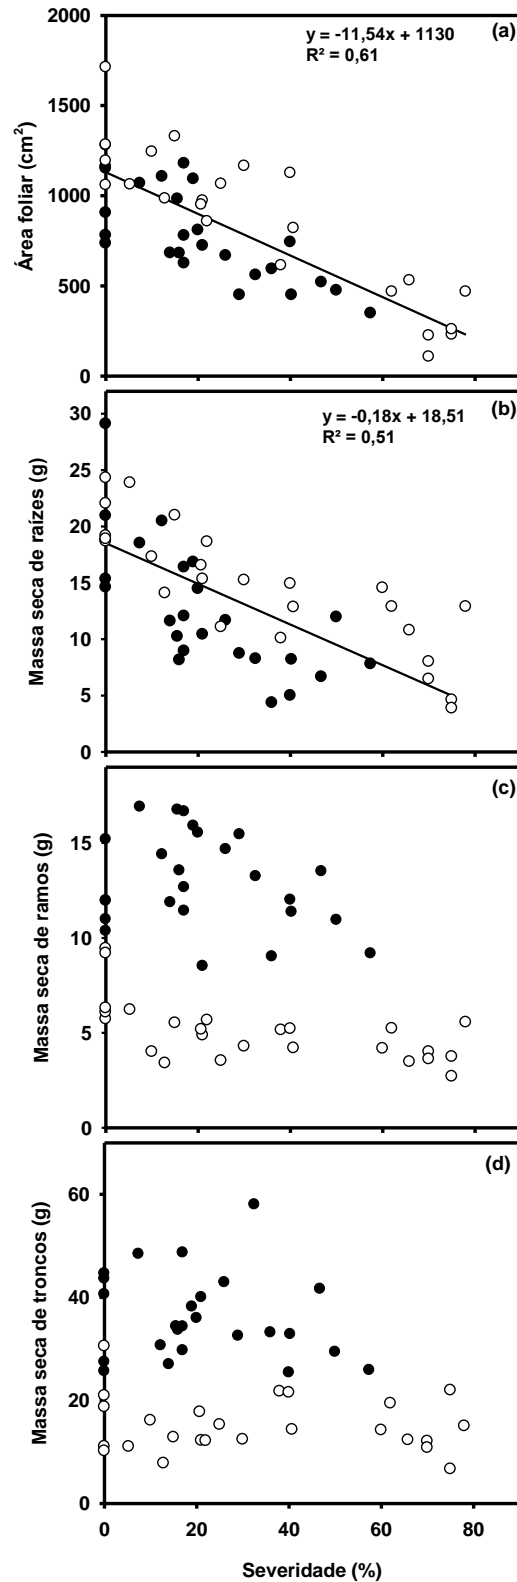 2000
1500
1000
500
0
Área foliar (cm²)
y = -11,54x + 1130
R² = 0,61
(a)
30
25
20
15
10
5
0
Massa seca de raízes (g)
y = -0,18x + 18,51
R² = 0,51
(b)
15
10
5
0
Massa seca de ramos (g)
(c)
60
40
20
0
Massa seca de troncos (g)
(d)
0 20 40 60 80
Severidade (%)